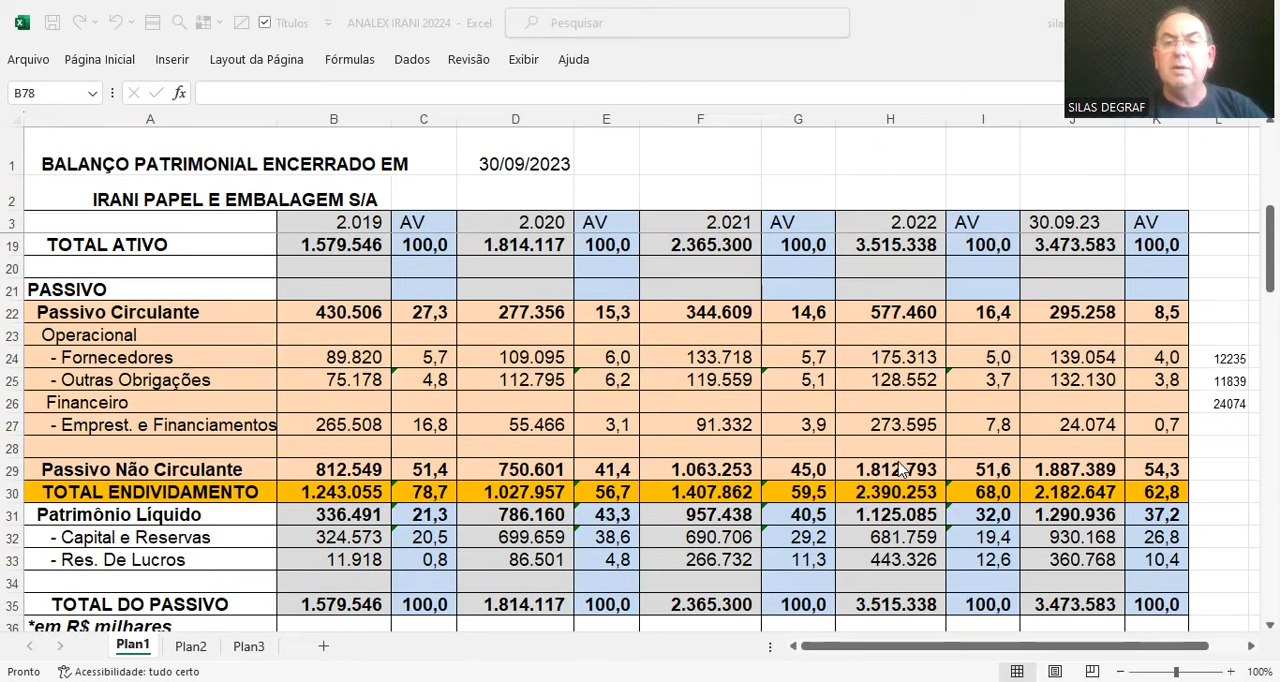 Títulos
ANALEX IRANI 20224 - Excel
Pesquisar
silas
Arquivo Página Inicial Inserir Layout da Página Fórmulas Dados Revisão Exibir Ajuda
B78 fx
SILAS DEGRAF
A B C D E F G H I J K L
1 BALANÇO PATRIMONIAL ENCERRADO EM 30/09/2023
2 IRANI PAPEL E EMBALAGEM S/A
3 2.019 AV 2.020 AV 2.021 AV 2.022 AV 30.09.23 AV
19 TOTAL ATIVO 1.579.546 100,0 1.814.117 100,0 2.365.300 100,0 3.515.338 100,0 3.473.583 100,0
20
21 PASSIVO
22 Passivo Circulante 430.506 27,3 277.356 15,3 344.609 14,6 577.460 16,4 295.258 8,5
23 Operacional
24 - Fornecedores 89.820 5,7 109.095 6,0 133.718 5,7 175.313 5,0 139.054 4,0 12235
25 - Outras Obrigações 75.178 4,8 112.795 6,2 119.559 5,1 128.552 3,7 132.130 3,8 11839
26 Financeiro 24074
27 - Emprest. e Financiamentos 265.508 16,8 55.466 3,1 91.332 3,9 273.595 7,8 24.074 0,7
28
29 Passivo Não Circulante 812.549 51,4 750.601 41,4 1.063.253 45,0 1.812.793 51,6 1.887.389 54,3
30 TOTAL ENDIVIDAMENTO 1.243.055 78,7 1.027.957 56,7 1.407.862 59,5 2.390.253 68,0 2.182.647 62,8
31 Patrimônio Líquido 336.491 21,3 786.160 43,3 957.438 40,5 1.125.085 32,0 1.290.936 37,2
32 - Capital e Reservas 324.573 20,5 699.659 38,6 690.706 29,2 681.759 19,4 930.168 26,8
33 - Res. De Lucros 11.918 0,8 86.501 4,8 266.732 11,3 443.326 12,6 360.768 10,4
34
35 TOTAL DO PASSIVO 1.579.546 100,0 1.814.117 100,0 2.365.300 100,0 3.515.338 100,0 3.473.583 100,0
36 *em R$ milhares
Plan1 Plan2 Plan3
Pronto Acessibilidade: tudo certo 100%